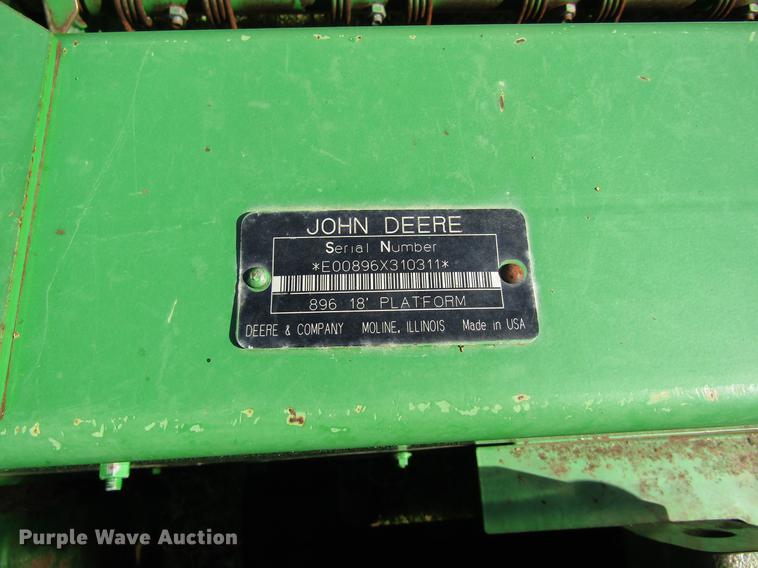 JOHN DEERE
Serial Number
*E00896X310311*
896 18' PLATFORM
DEERE & COMPANY MOLINE, ILLINOIS Made in USA
Purple Wave Auction